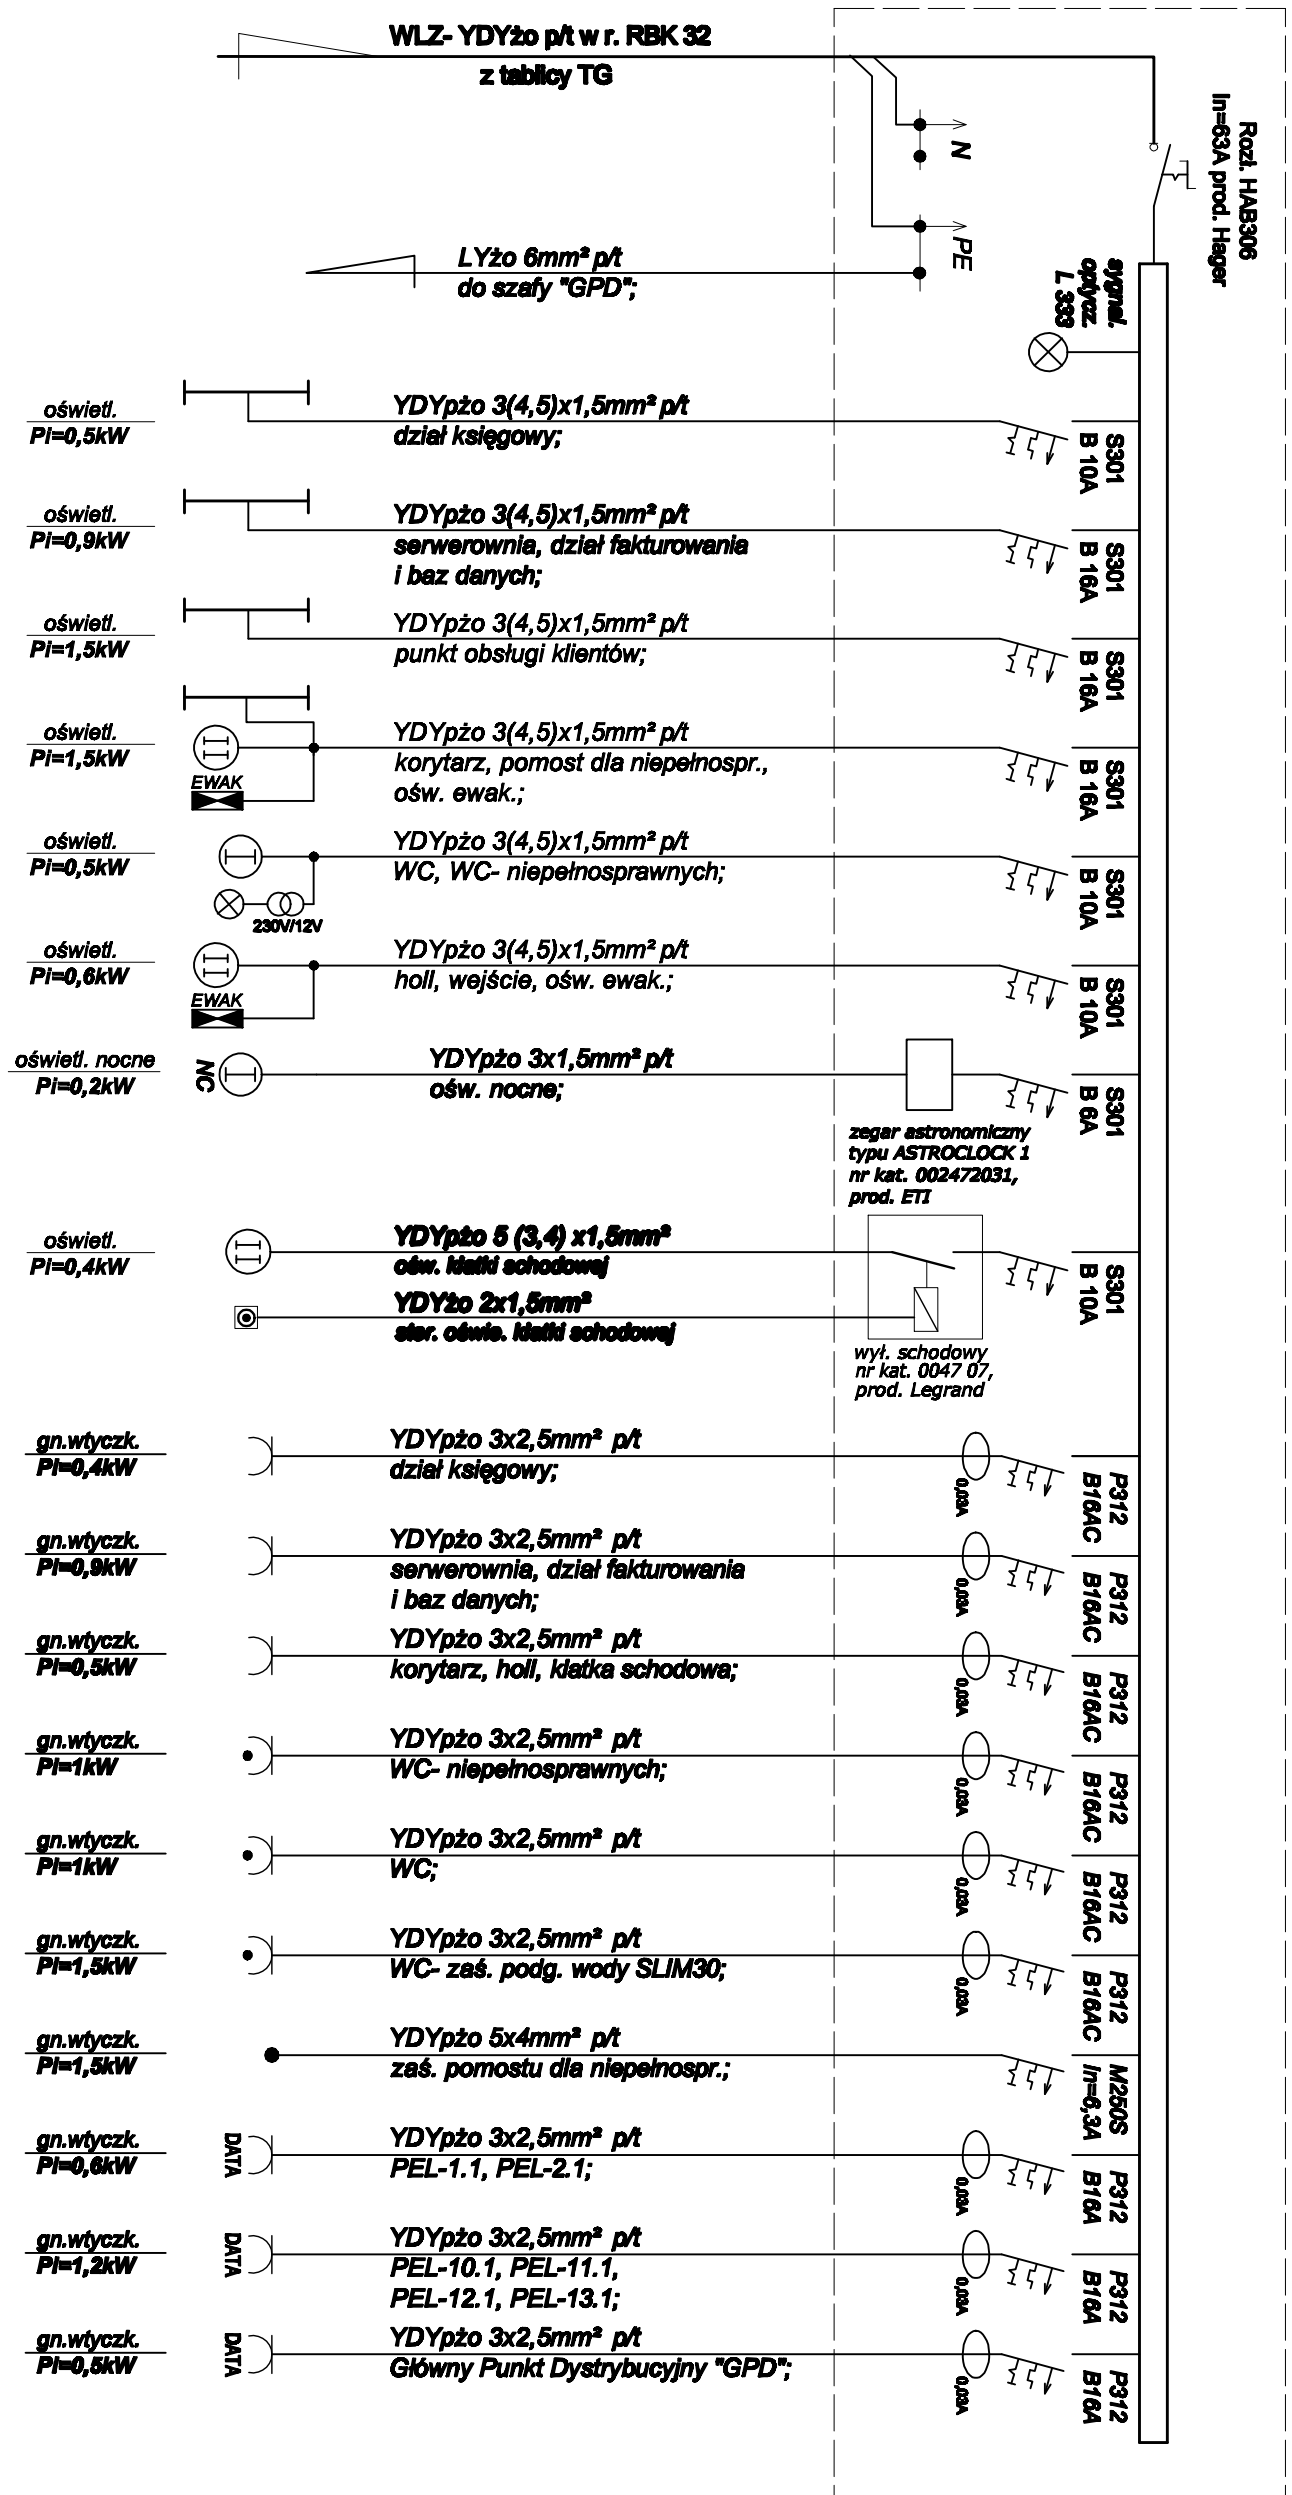 WLZ- YDYżo p/t w r. RBK 32
z tablicy TG
Rozł. HAB306
In=63A prod. Hager
N
PE
LYżo 6mm² p/t
do szafy "GPD";
sygnal.
optycz.
L 333
oświetl.
Pi=0,5kW
YDYpżo 3(4,5)x1,5mm² p/t
dział księgowy;
S301
B 10A
oświetl.
Pi=0,9kW
YDYpżo 3(4,5)x1,5mm² p/t
serwerownia, dział fakturowania
i baz danych;
S301
B 16A
oświetl.
Pi=1,5kW
YDYpżo 3(4,5)x1,5mm² p/t
punkt obsługi klientów;
S301
B 16A
oświetl.
Pi=1,5kW
EWAK
YDYpżo 3(4,5)x1,5mm² p/t
korytarz, pomost dla niepełnospr.,
ośw. ewak.;
S301
B 16A
oświetl.
Pi=0,5kW
230V/12V
YDYpżo 3(4,5)x1,5mm² p/t
WC, WC- niepełnosprawnych;
S301
B 10A
oświetl.
Pi=0,6kW
EWAK
YDYpżo 3(4,5)x1,5mm² p/t
holl, wejście, ośw. ewak.;
S301
B 10A
oświetl. nocne
Pi=0,2kW
NC
YDYpżo 3x1,5mm² p/t
ośw. nocne;
S301
B 6A
zegar astronomiczny
typu ASTROCLOCK 1
nr kat. 002472031,
prod. ETI
oświetl.
Pi=0,4kW
YDYpżo 5 (3,4) x1,5mm²
ośw. klatki schodowej
YDYżo 2x1,5mm²
ster. oświe. klatki schodowej
S301
B 10A
wył. schodowy
nr kat. 0047 07,
prod. Legrand
gn.wtyczk.
Pi=0,4kW
YDYpżo 3x2,5mm² p/t
dział księgowy;
0,03A
P312
B16AC
gn.wtyczk.
Pi=0,9kW
YDYpżo 3x2,5mm² p/t
serwerownia, dział fakturowania
i baz danych;
0,03A
P312
B16AC
gn.wtyczk.
Pi=0,5kW
YDYpżo 3x2,5mm² p/t
korytarz, holl, klatka schodowa;
0,03A
P312
B16AC
gn.wtyczk.
Pi=1kW
YDYpżo 3x2,5mm² p/t
WC- niepełnosprawnych;
0,03A
P312
B16AC
gn.wtyczk.
Pi=1kW
YDYpżo 3x2,5mm² p/t
WC;
0,03A
P312
B16AC
gn.wtyczk.
Pi=1,5kW
YDYpżo 3x2,5mm² p/t
WC- zaś. podg. wody SLIM30;
0,03A
P312
B16AC
gn.wtyczk.
Pi=1,5kW
YDYpżo 5x4mm² p/t
zaś. pomostu dla niepełnospr.;
M250S
In=6,3A
gn.wtyczk.
Pi=0,6kW
DATA
YDYpżo 3x2,5mm² p/t
PEL-1.1, PEL-2.1;
0,03A
P312
B16A
gn.wtyczk.
Pi=1,2kW
DATA
YDYpżo 3x2,5mm² p/t
PEL-10.1, PEL-11.1,
PEL-12.1, PEL-13.1;
0,03A
P312
B16A
gn.wtyczk.
Pi=0,5kW
DATA
YDYpżo 3x2,5mm² p/t
Główny Punkt Dystrybucyjny "GPD";
0,03A
P312
B16A